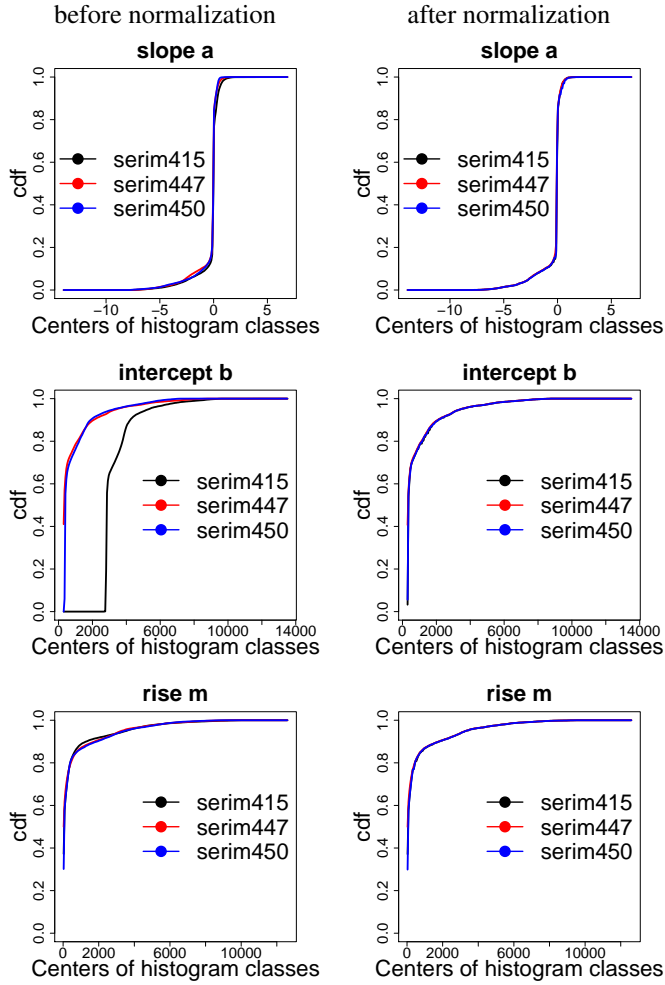 before normalization
after normalization
slope a
slope a
1.0
0.8
0.6
0.4
0.2
0.0
cdf
serim415
serim447
serim450
−10
−5
0
5
Centers of histogram classes
1.0
0.8
0.6
0.4
0.2
0.0
cdf
serim415
serim447
serim450
−10
−5
0
5
Centers of histogram classes
intercept b
intercept b
1.0
0.8
0.6
0.4
0.2
0.0
cdf
serim415
serim447
serim450
0
2000
6000
10000
14000
Centers of histogram classes
1.0
0.8
0.6
0.4
0.2
0.0
cdf
serim415
serim447
serim450
0
2000
6000
10000
14000
Centers of histogram classes
rise m
rise m
1.0
0.8
0.6
0.4
0.2
0.0
cdf
serim415
serim447
serim450
0
2000
6000
10000
Centers of histogram classes
1.0
0.8
0.6
0.4
0.2
0.0
cdf
serim415
serim447
serim450
0
2000
6000
10000
Centers of histogram classes